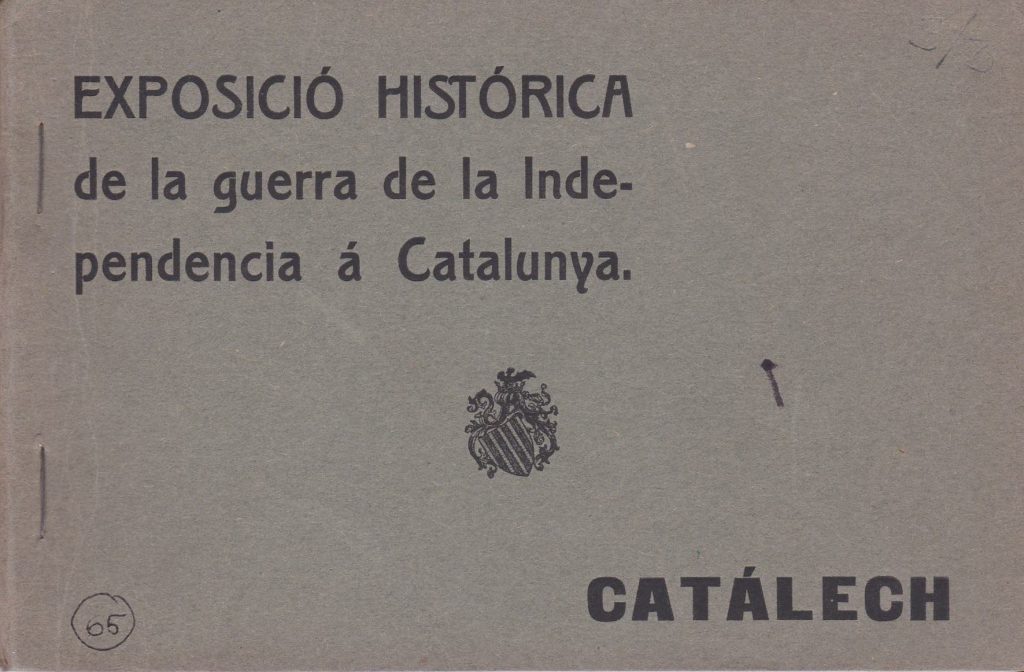 EXPOSICIÓ HISTÓRICA
de la guerra de la Inde-
pendencia á Catalunya.
CATÁLECH
65